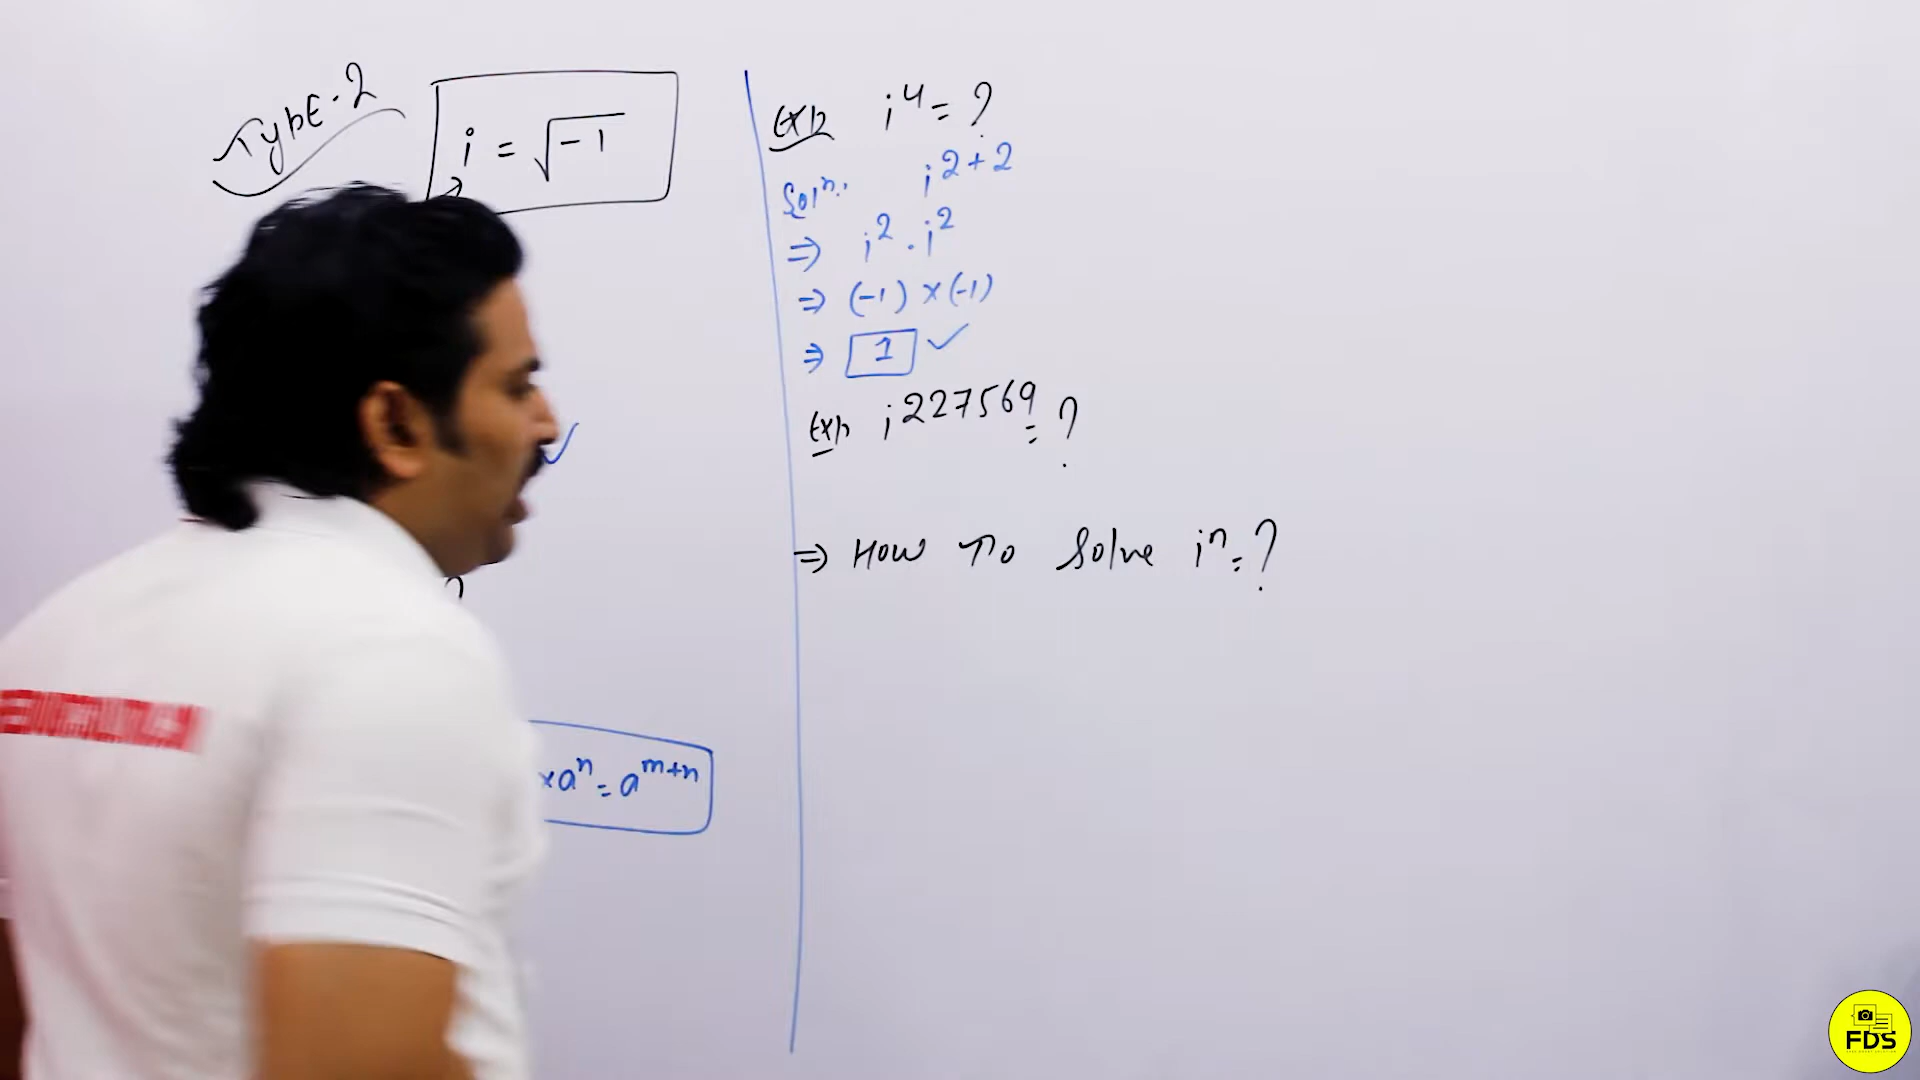 TypE-2
i = √-1
xaⁿ = aᵐ⁺ⁿ
Exp i⁴ = ?
Solⁿ. i²⁺²
⇒ i² . i²
⇒ (-1) × (-1)
⇒ 1 ✓
Exp i²²⁷⁵⁶⁹ = ?
⇒ How To Solve iⁿ = ?
FDS